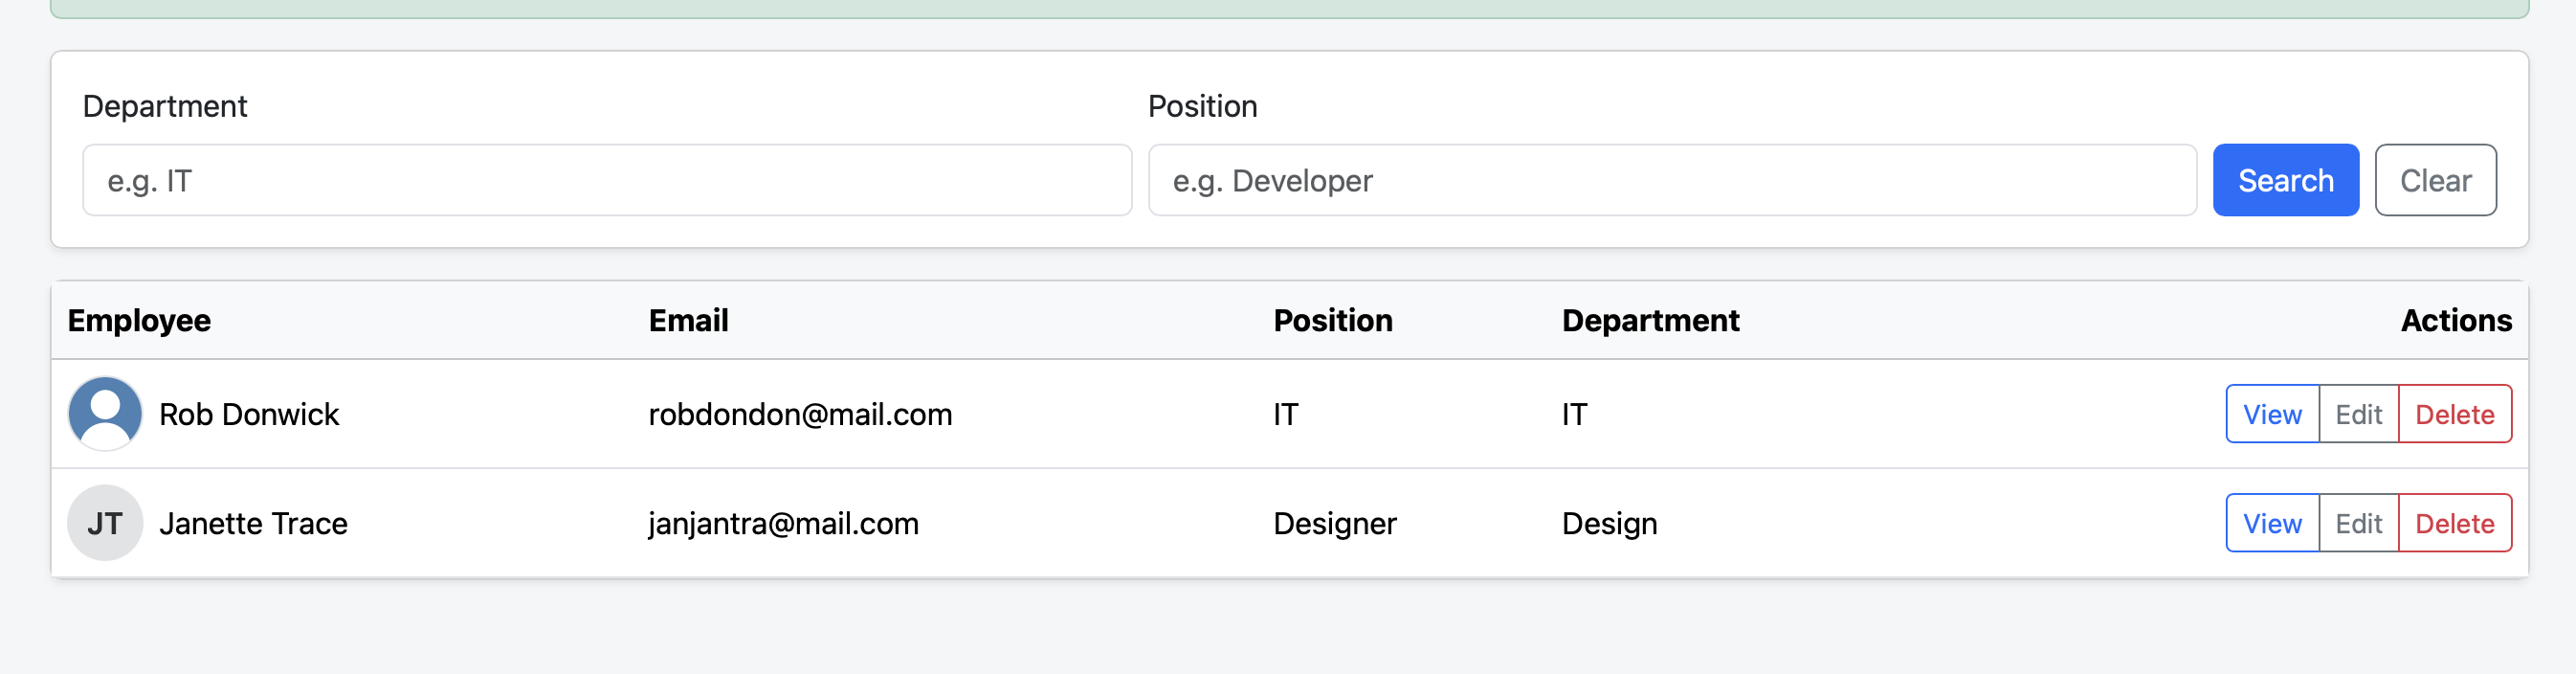 Department Position
e.g. IT e.g. Developer Search Clear
Employee Email Position Department Actions
Rob Donwick robdondon@mail.com IT IT View Edit Delete
JT Janette Trace janjantra@mail.com Designer Design View Edit Delete